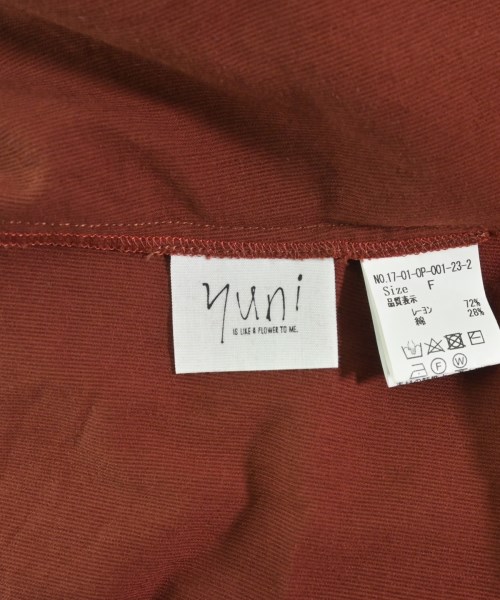 yuni
IS LIKE A FLOWER TO ME.
NO.17-01-OP-001-23-2
Size F
品質表示
レーヨン 72%
綿 28%
F W